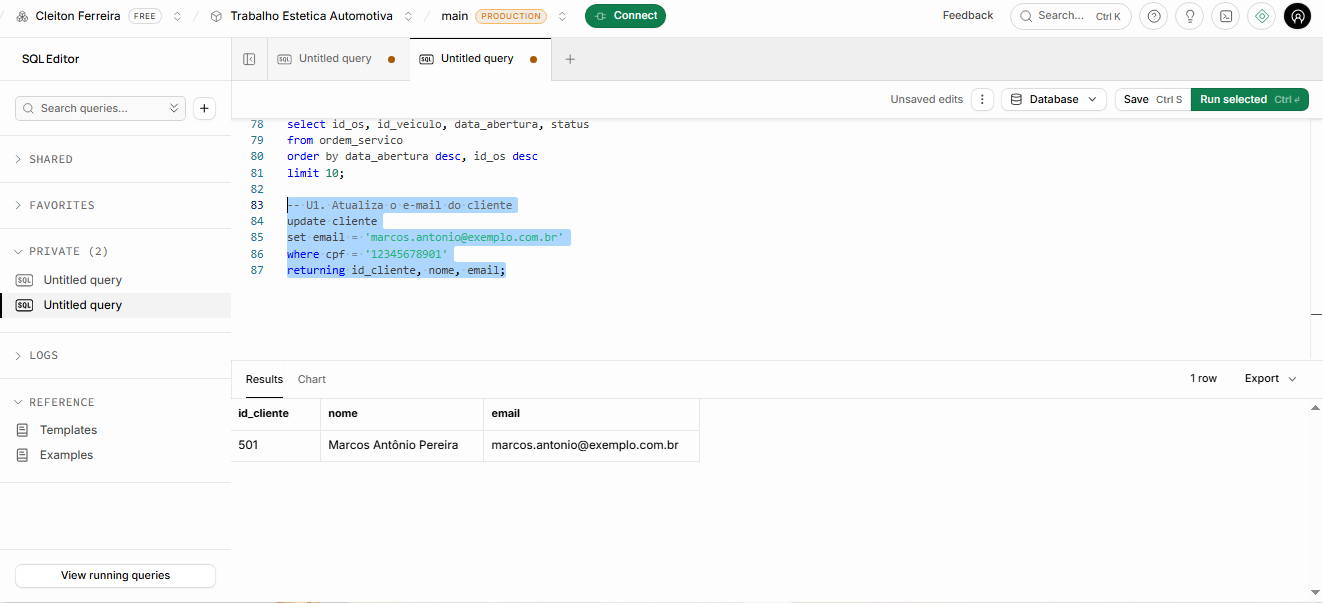 Cleiton Ferreira FREE Trabalho Estetica Automotiva main PRODUCTION Connect Feedback Search... Ctrl K
SQL Editor
SQL Untitled query SQL Untitled query
Search queries...
Unsaved edits Database Save Ctrl S Run selected Ctrl
SHARED
FAVORITES
PRIVATE (2)
SQL Untitled query
SQL Untitled query
LOGS
REFERENCE
Templates
Examples
View running queries
78 select id_os, id_veiculo, data_abertura, status
79 from ordem_servico
80 order by data_abertura desc, id_os desc
81 limit 10;
82
83 -- U1. Atualiza o e-mail do cliente
84 update cliente
85 set email = 'marcos.antonio@exemplo.com.br'
86 where cpf = '12345678901'
87 returning id_cliente, nome, email;
Results Chart 1 row Export
id_cliente nome email
501 Marcos Antônio Pereira marcos.antonio@exemplo.com.br